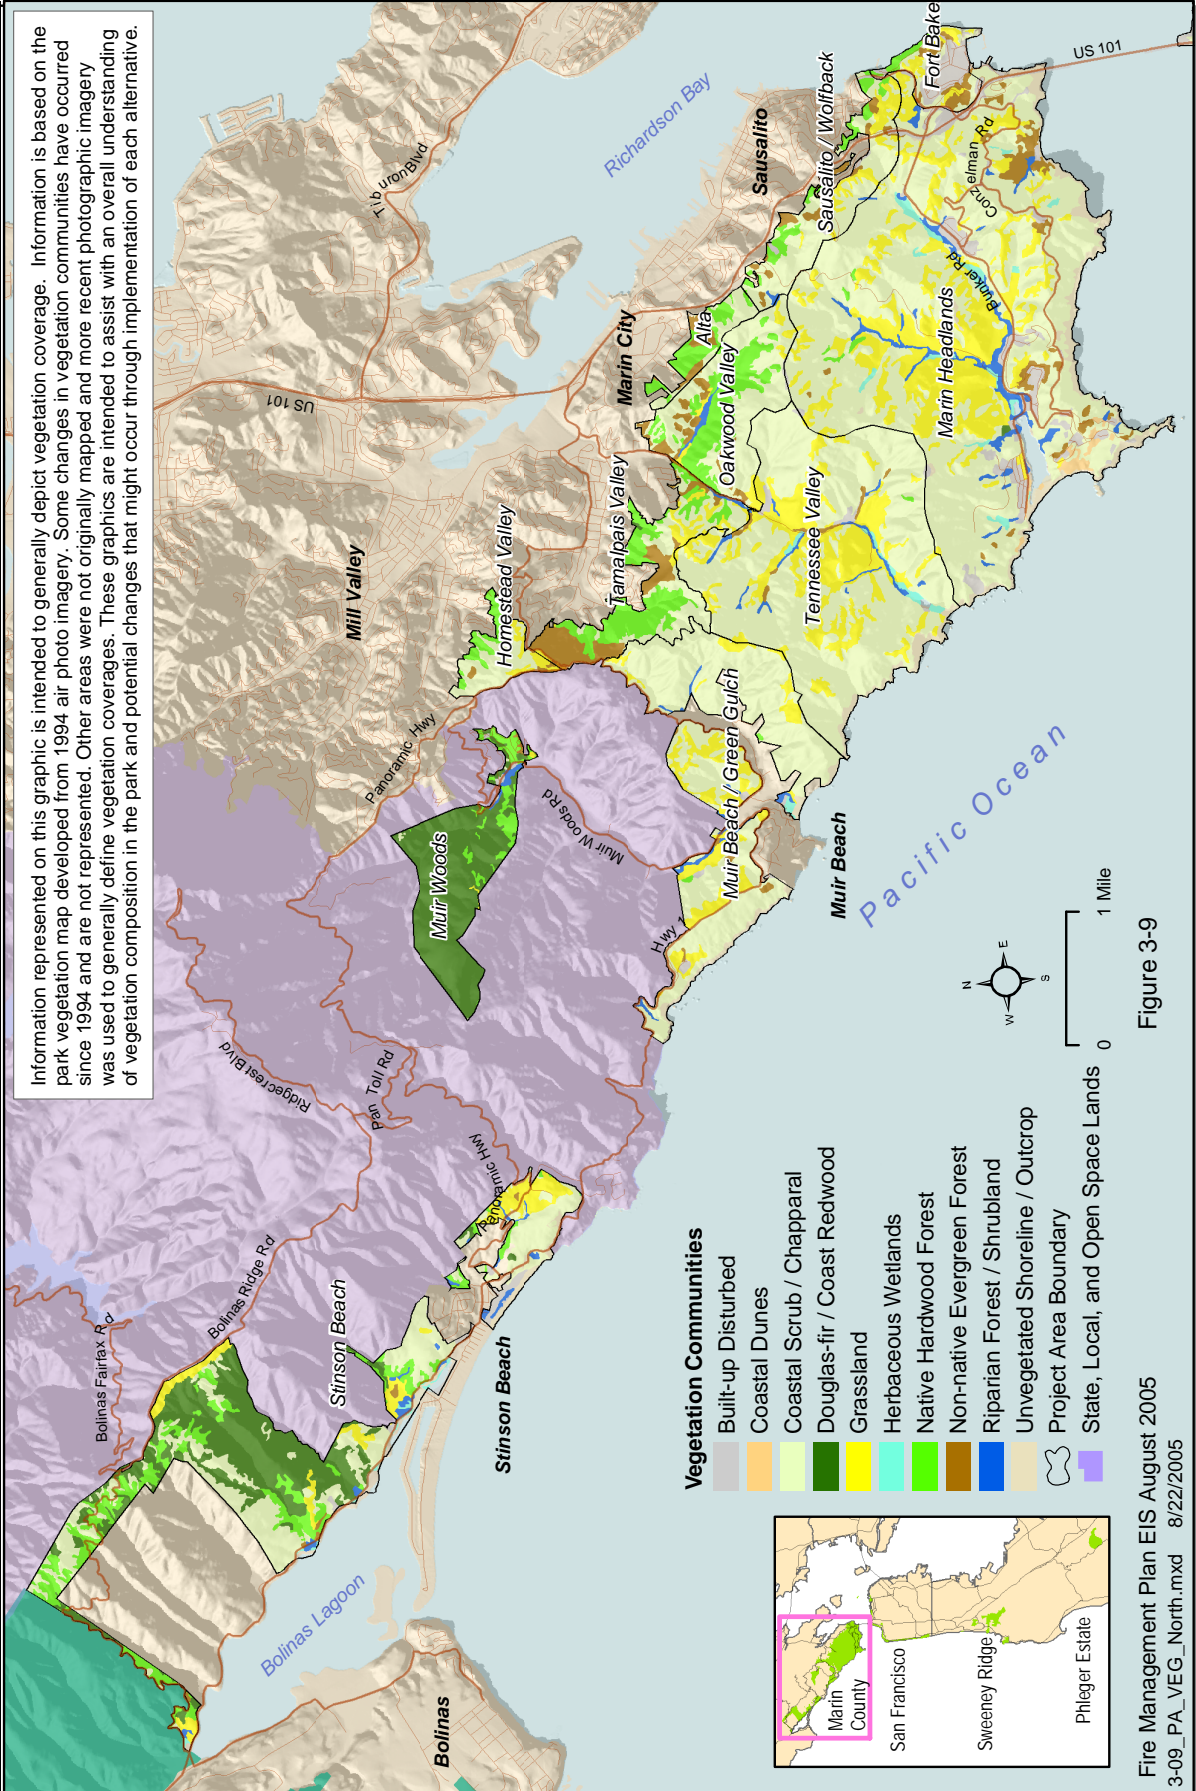 Information represented on this graphic is intended to generally depict vegetation coverage. Information is based on the
park vegetation map developed from 1994 air photo imagery. Some changes in vegetation communities have occurred
since 1994 and are not represented. Other areas were not originally mapped and more recent photographic imagery
was used to generally define vegetation coverages. These graphics are intended to assist with an overall understanding
of vegetation composition in the park and potential changes that might occur through implementation of each alternative.
Bolinas Fairfax Rd
Bolinas Ridge Rd
Ridgecrest Blvd
Pan Toll Rd
Panoramic Hwy
Panoramic Hwy
Muir Woods
Muir Woods Rd
Hwy 1
Mill Valley
US 101
Tiburon Blvd
Richardson Bay
Homestead Valley
Tamalpais Valley
Marin City
Alta
Oakwood Valley
Sausalito
Sausalito / Wolfback
Fort Bake
US 101
Conzelman Rd
Bunker Rd
Marin Headlands
Tennessee Valley
Muir Beach / Green Gulch
Muir Beach
Pacific Ocean
Stinson Beach
Stinson Beach
Bolinas Lagoon
Bolinas
Vegetation Communities
Built-up Disturbed
Coastal Dunes
Coastal Scrub / Chapparal
Douglas-fir / Coast Redwood
Grassland
Herbaceous Wetlands
Native Hardwood Forest
Non-native Evergreen Forest
Riparian Forest / Shrubland
Unvegetated Shoreline / Outcrop
Project Area Boundary
State, Local, and Open Space Lands
N
W
E
S
0
1 Mile
Figure 3-9
Marin
County
San Francisco
Sweeney Ridge
Phleger Estate
Fire Management Plan EIS August 2005
3-09_PA_VEG_North.mxd 8/22/2005